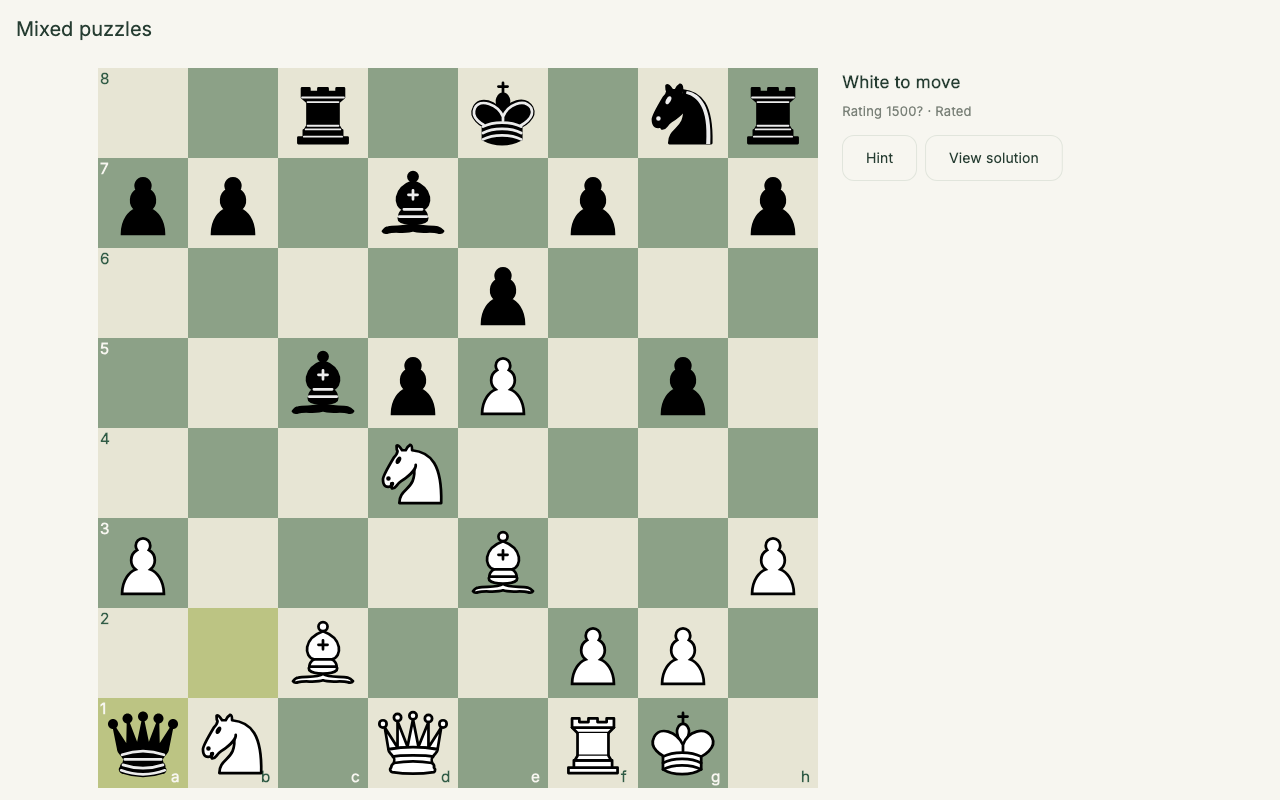 Mixed puzzles
8
7
6
5
4
3
2
1
a
b
c
d
e
f
g
h
White to move
Rating 1500? · Rated
Hint
View solution